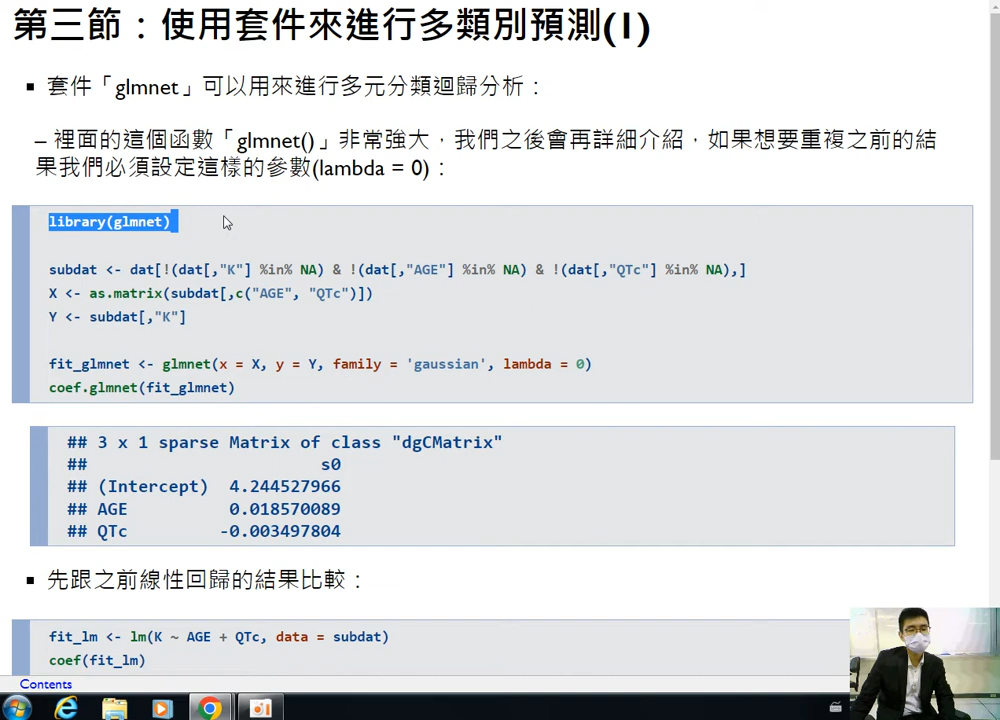 第三節：使用套件來進行多類別預測(1)
▪ 套件「glmnet」可以用來進行多元分類迴歸分析：
– 裡面的這個函數「glmnet()」非常強大，我們之後會再詳細介紹，如果想要重複之前的結
果我們必須設定這樣的參數(lambda = 0)：
library(glmnet)
subdat <- dat[!(dat[,"K"] %in% NA) & !(dat[,"AGE"] %in% NA) & !(dat[,"QTc"] %in% NA),]
X <- as.matrix(subdat[,c("AGE", "QTc")])
Y <- subdat[,"K"]
fit_glmnet <- glmnet(x = X, y = Y, family = 'gaussian', lambda = 0)
coef.glmnet(fit_glmnet)
## 3 x 1 sparse Matrix of class "dgCMatrix"
## s0
## (Intercept) 4.244527966
## AGE 0.018570089
## QTc -0.003497804
▪ 先跟之前線性回歸的結果比較：
fit_lm <- lm(K ~ AGE + QTc, data = subdat)
coef(fit_lm)
Contents